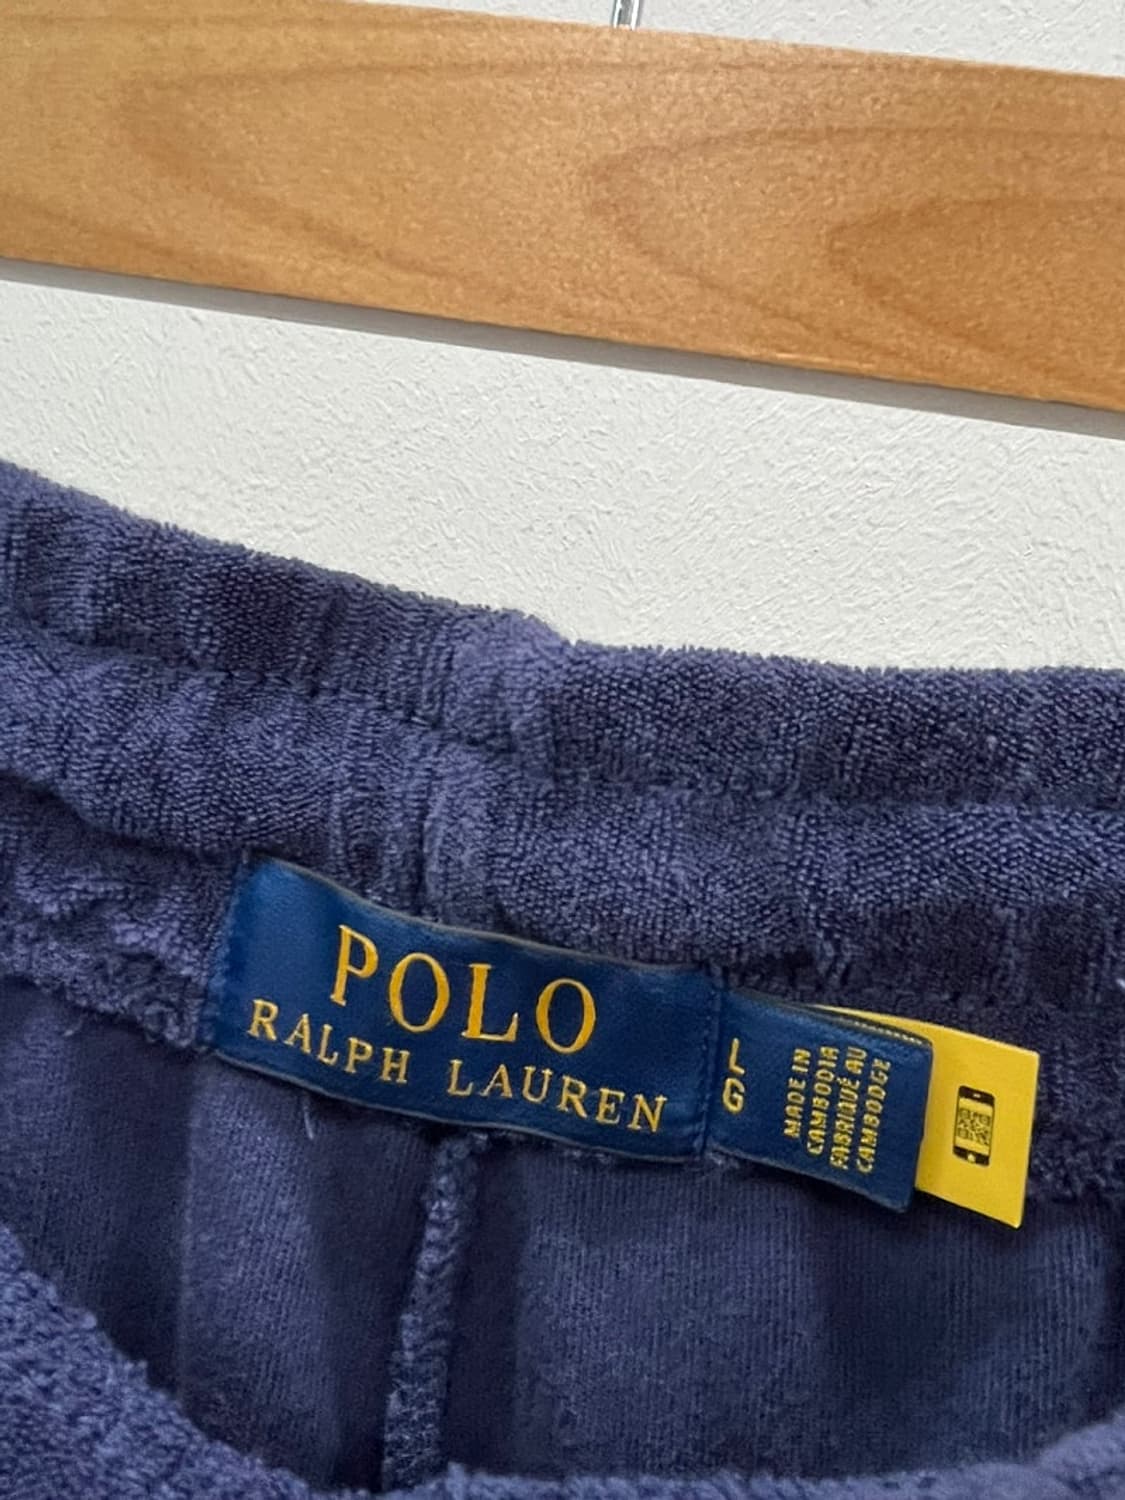 POLO
RALPH LAUREN
L
G
MADE IN
CAMBODIA
FABRIQUÉ AU
CAMBODGE